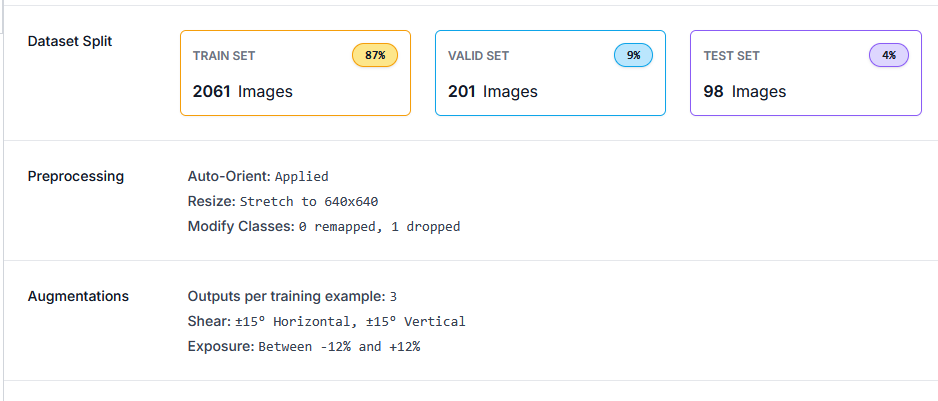 Dataset Split
TRAIN SET 87%
2061 Images
VALID SET 9%
201 Images
TEST SET 4%
98 Images
Preprocessing
Auto-Orient: Applied
Resize: Stretch to 640x640
Modify Classes: 0 remapped, 1 dropped
Augmentations
Outputs per training example: 3
Shear: ±15° Horizontal, ±15° Vertical
Exposure: Between -12% and +12%